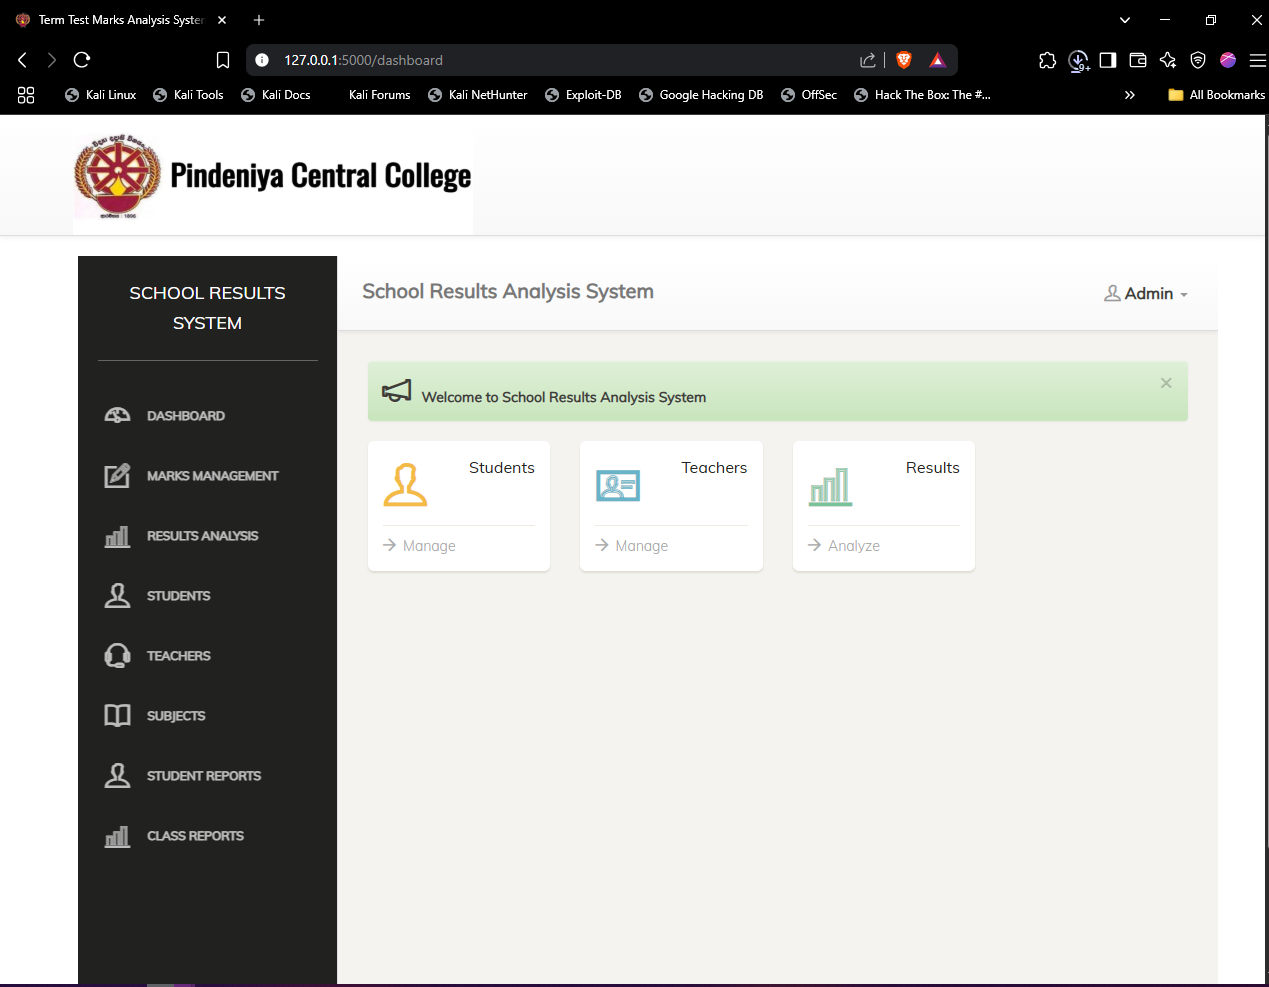 Term Test Marks Analysis Syster
127.0.0.1:5000/dashboard
9+
Kali Linux
Kali Tools
Kali Docs
Kali Forums
Kali NetHunter
Exploit-DB
Google Hacking DB
OffSec
Hack The Box: The #...
All Bookmarks
Pindeniya Central College
SCHOOL RESULTS
SYSTEM
School Results Analysis System
Admin
DASHBOARD
MARKS MANAGEMENT
RESULTS ANALYSIS
STUDENTS
TEACHERS
SUBJECTS
STUDENT REPORTS
CLASS REPORTS
Welcome to School Results Analysis System
Students
Manage
Teachers
Manage
Results
Analyze